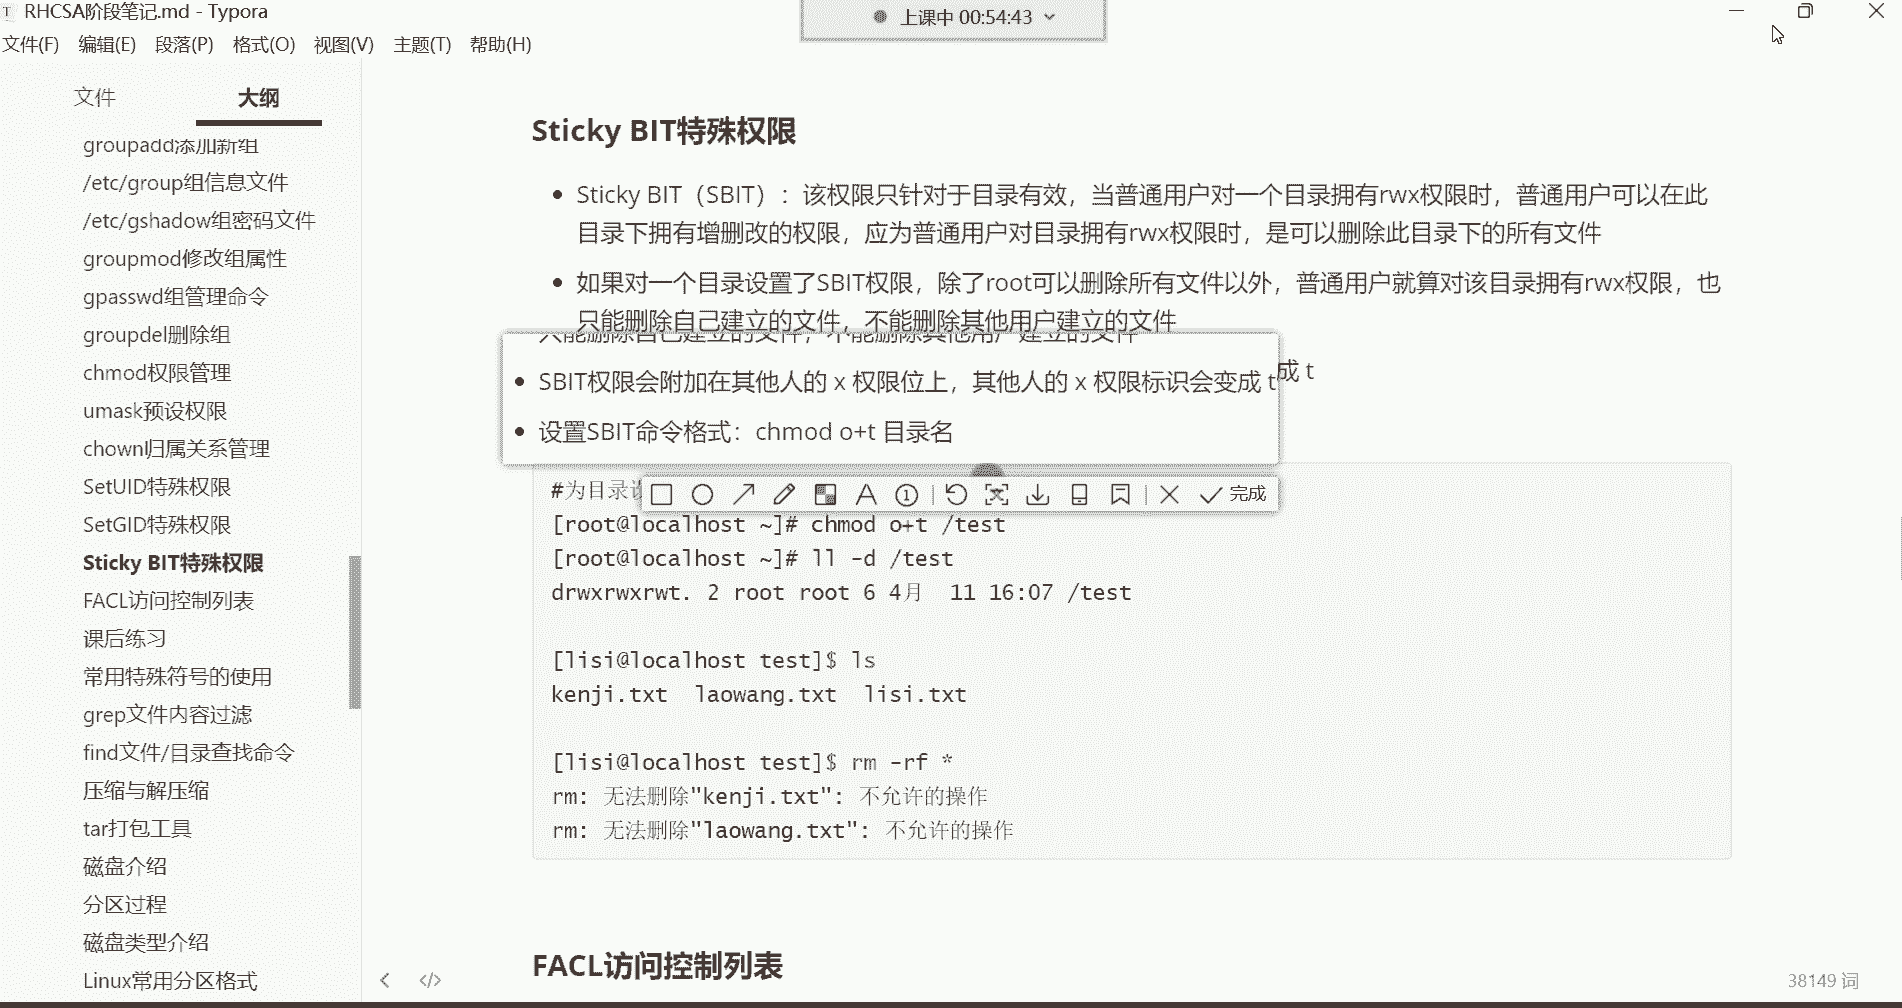 RHCSA阶段笔记.md - Typora
上课中 00:54:43
文件(F) 编辑(E) 段落(P) 格式(O) 视图(V) 主题(T) 帮助(H)
文件 大纲
groupadd添加新组
/etc/group组信息文件
/etc/gshadow组密码文件
groupmod修改组属性
gpasswd组管理命令
groupdel删除组
chmod权限管理
umask预设权限
chown归属关系管理
SetUID特殊权限
SetGID特殊权限
Sticky BIT特殊权限
FACL访问控制列表
课后练习
常用特殊符号的使用
grep文件内容过滤
find文件/目录查找命令
压缩与解压缩
tar打包工具
磁盘介绍
分区过程
磁盘类型介绍
Linux常用分区格式
Sticky BIT特殊权限
Sticky BIT（SBIT）：该权限只针对于目录有效，当普通用户对一个目录拥有rwx权限时，普通用户可以在此
目录下拥有增删改的权限，应为普通用户对目录拥有rwx权限时，是可以删除此目录下的所有文件
如果对一个目录设置了SBIT权限，除了root可以删除所有文件以外，普通用户就算对该目录拥有rwx权限，也
只能删除自己建立的文件，不能删除其他用户建立的文件
只能删除自己建立的文件，不能删除其他用户建立的文件
SBIT权限会附加在其他人的 x 权限位上，其他人的 x 权限标识会变成 t
成 t
设置SBIT命令格式：chmod o+t 目录名
完成
#为目录
[root@localhost ~]# chmod o+t /test
[root@localhost ~]# ll -d /test
drwxrwxrwt. 2 root root 6 4月 11 16:07 /test
[lisi@localhost test]$ ls
kenji.txt laowang.txt lisi.txt
[lisi@localhost test]$ rm -rf *
rm: 无法删除"kenji.txt": 不允许的操作
rm: 无法删除"laowang.txt": 不允许的操作
FACL访问控制列表
38149 词